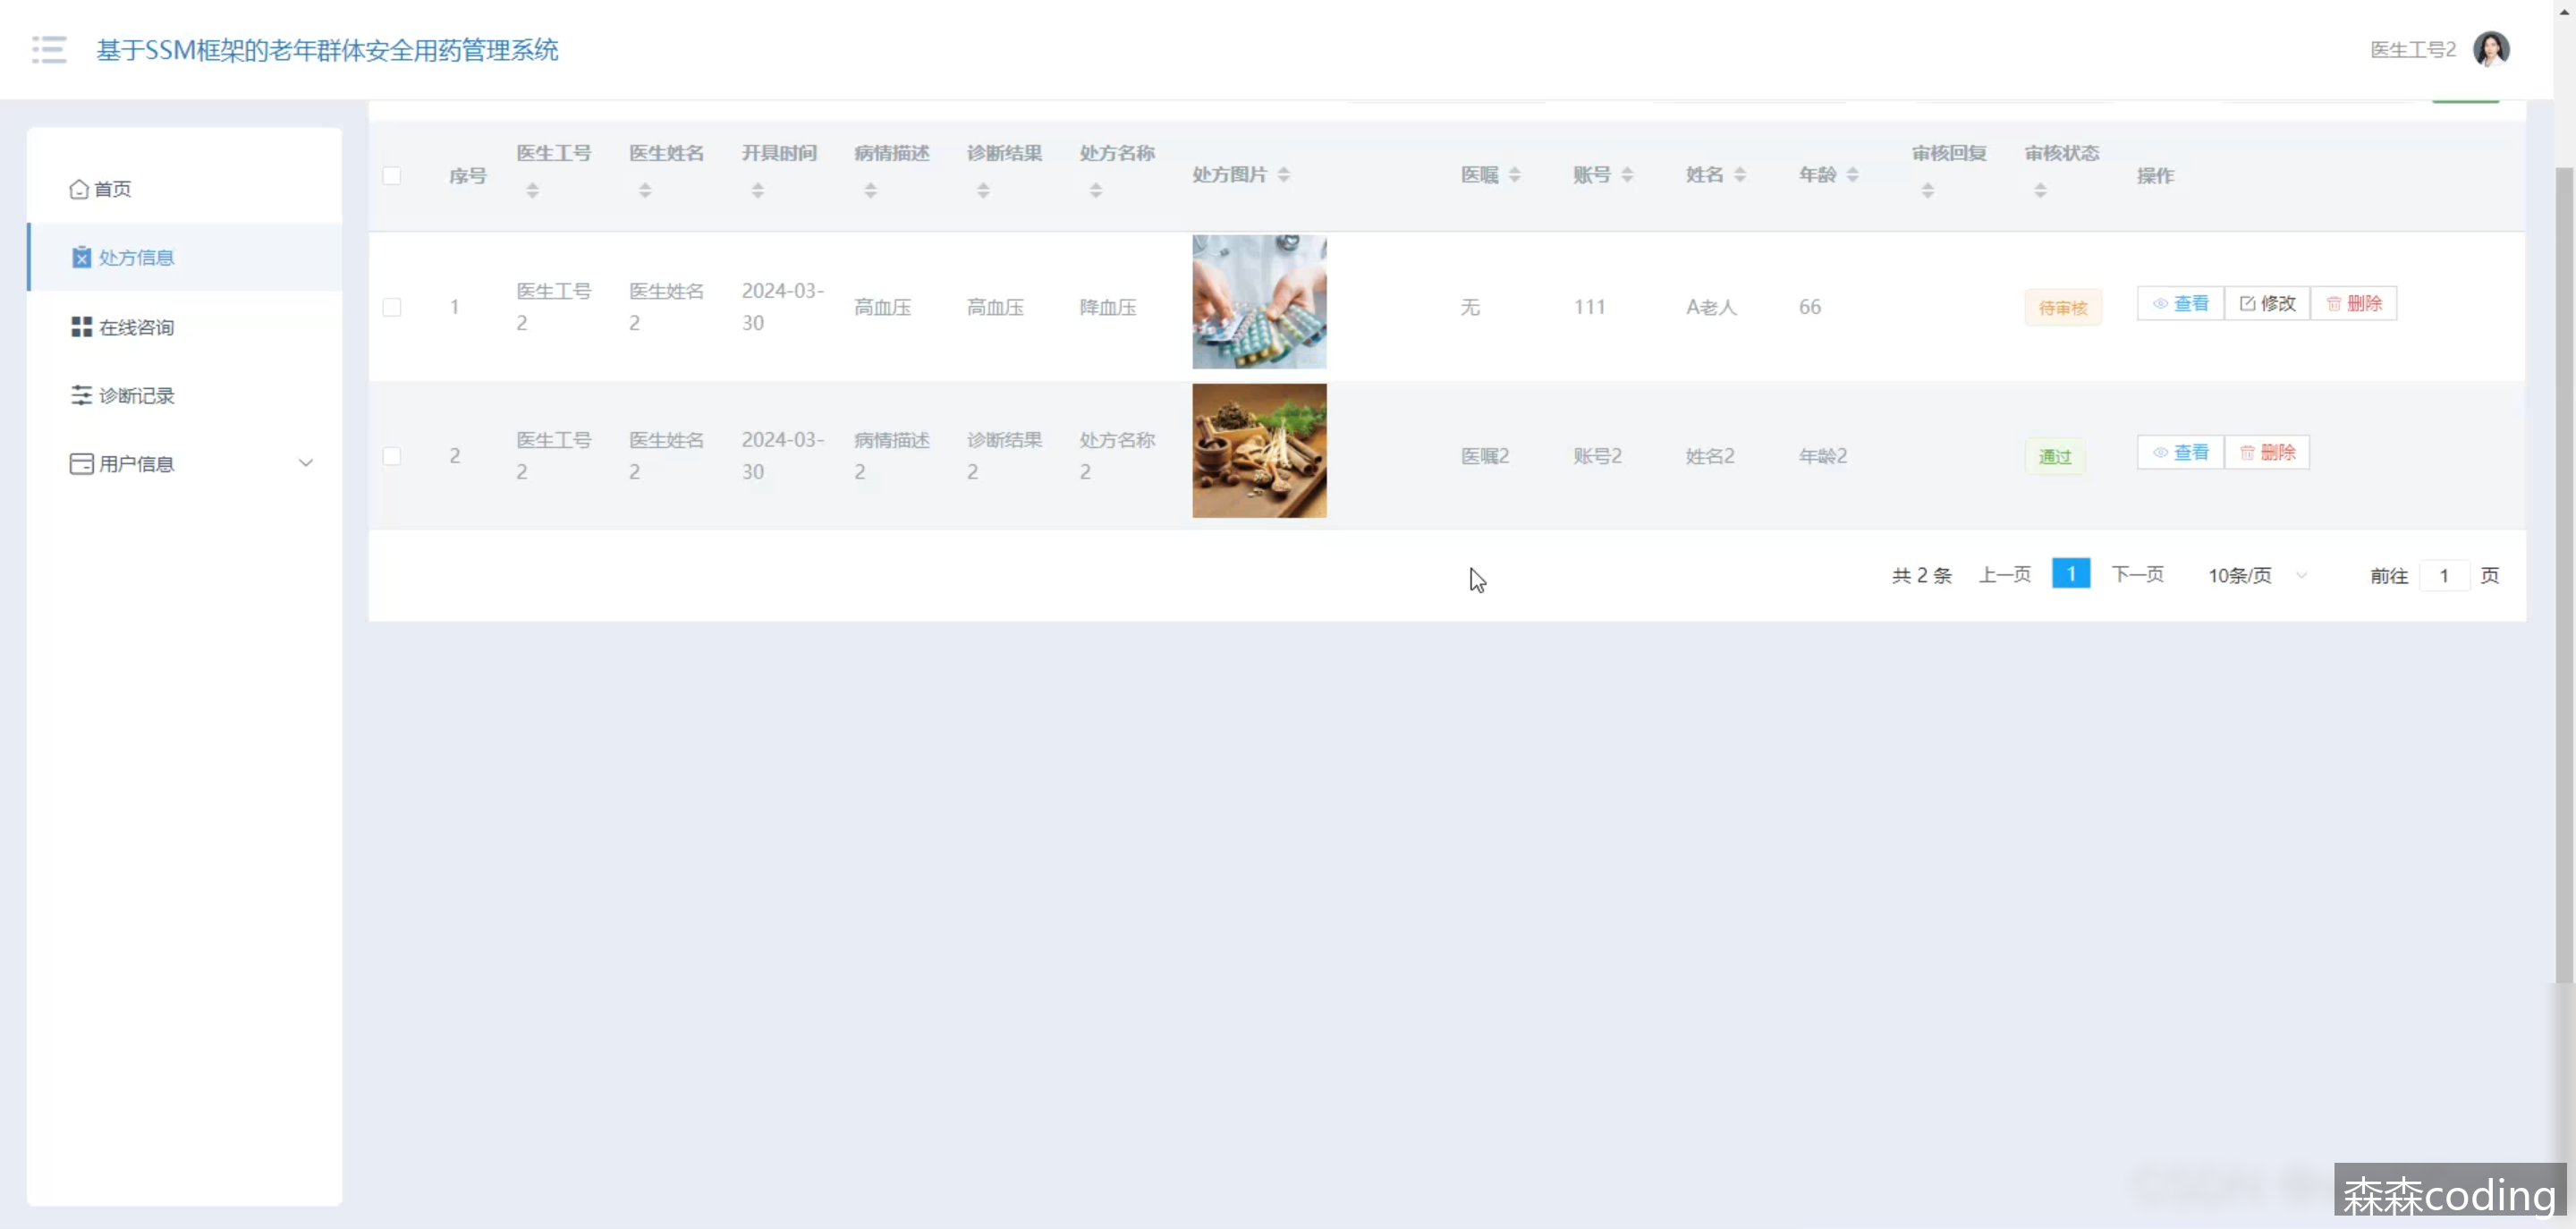 基于SSM框架的老年群体安全用药管理系统
医生工号2
首页
处方信息
在线咨询
诊断记录
用户信息
序号 医生工号 医生姓名 开具时间 病情描述 诊断结果 处方名称 处方图片 医嘱 账号 姓名 年龄 审核回复 审核状态 操作
1 医生工号2 医生姓名2 2024-03-30 高血压 高血压 降血压 无 111 A老人 66 待审核 查看 修改 删除
2 医生工号2 医生姓名2 2024-03-30 病情描述2 诊断结果2 处方名称2 医嘱2 账号2 姓名2 年龄2 通过 查看 删除
共 2 条 上一页 1 下一页 10条/页 前往 1 页
森森coding